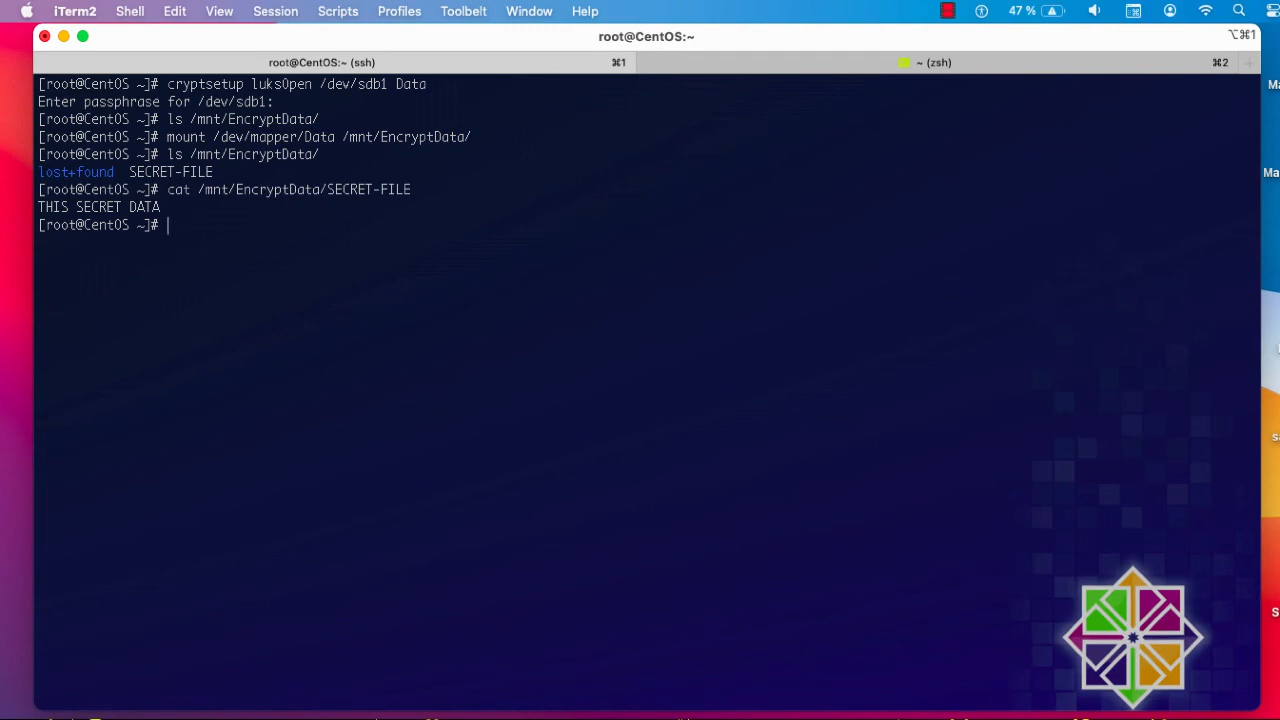 iTerm2 Shell Edit View Session Scripts Profiles Toolbelt Window Help 47 %
root@CentOS:~ ⌥⌘1
root@CentOS:~ (ssh) ⌘1 ~ (zsh) ⌘2 +
[root@CentOS ~]# cryptsetup luksOpen /dev/sdb1 Data
Enter passphrase for /dev/sdb1:
[root@CentOS ~]# ls /mnt/EncryptData/
[root@CentOS ~]# mount /dev/mapper/Data /mnt/EncryptData/
[root@CentOS ~]# ls /mnt/EncryptData/
lost+found SECRET-FILE
[root@CentOS ~]# cat /mnt/EncryptData/SECRET-FILE
THIS SECRET DATA
[root@CentOS ~]#
Ma
Ma